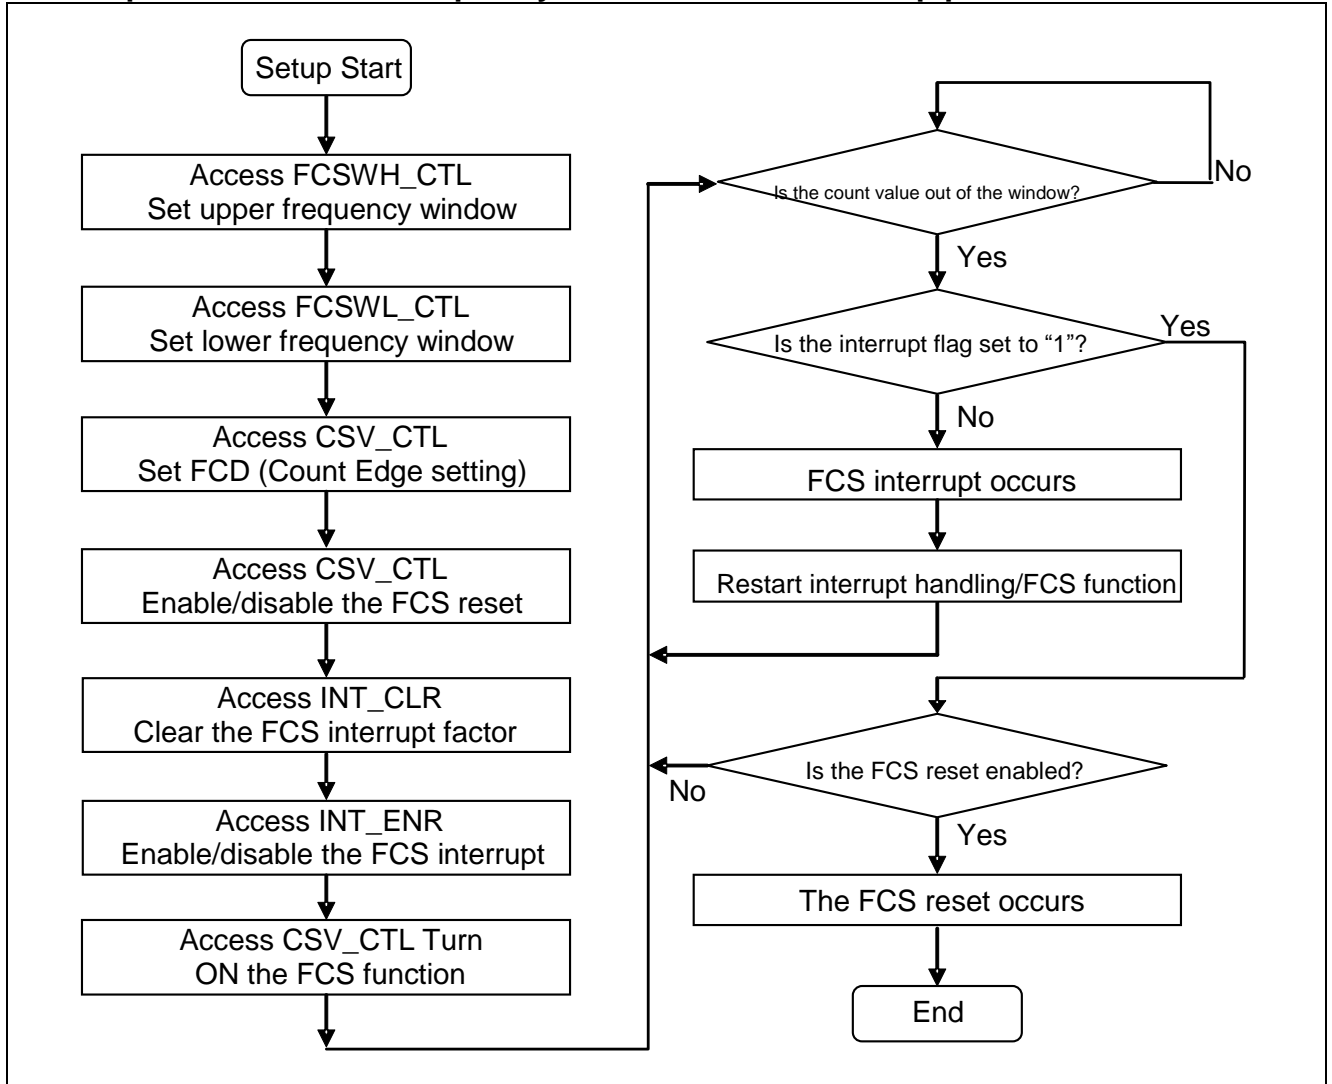 Setup Start
Access FCSWH_CTL
Set upper frequency window
Access FCSWL_CTL
Set lower frequency window
Access CSV_CTL
Set FCD (Count Edge setting)
Access CSV_CTL
Enable/disable the FCS reset
Access INT_CLR
Clear the FCS interrupt factor
Access INT_ENR
Enable/disable the FCS interrupt
Access CSV_CTL Turn
ON the FCS function
Is the count value out of the window?
No
Yes
Is the interrupt flag set to “1”?
Yes
No
FCS interrupt occurs
Restart interrupt handling/FCS function
Is the FCS reset enabled?
No
Yes
The FCS reset occurs
End